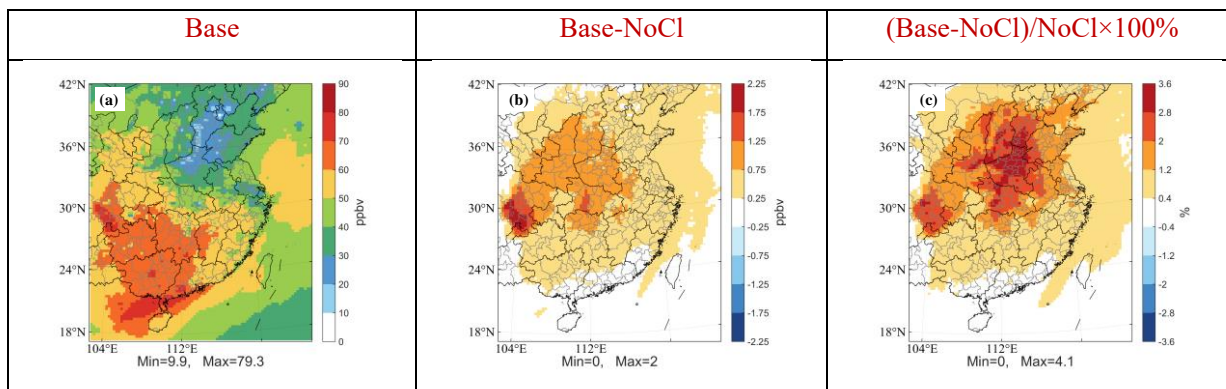 Base
Base-NoCl
(Base-NoCl)/NoCl×100%
(a)
42°N
36°N
30°N
24°N
18°N
104°E
112°E
90
80
70
60
50
40
30
20
10
0
ppbv
Min=9.9, Max=79.3
(b)
42°N
36°N
30°N
24°N
18°N
104°E
112°E
2.25
1.75
1.25
0.75
0.25
-0.25
-0.75
-1.25
-1.75
-2.25
ppbv
Min=0, Max=2
(c)
42°N
36°N
30°N
24°N
18°N
104°E
112°E
3.6
2.8
2.0
1.2
0.4
-0.4
-1.2
-2.0
-2.8
-3.6
%
Min=0, Max=4.1